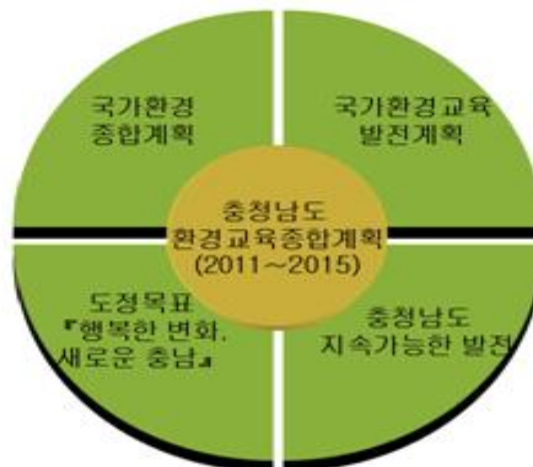 국가환경
종합계획
국가환경교육
발전계획
충청남도
환경교육종합계획
(2011~2015)
도정목표
『행복한 변화,
새로운 충남』
충청남도
지속가능한 발전